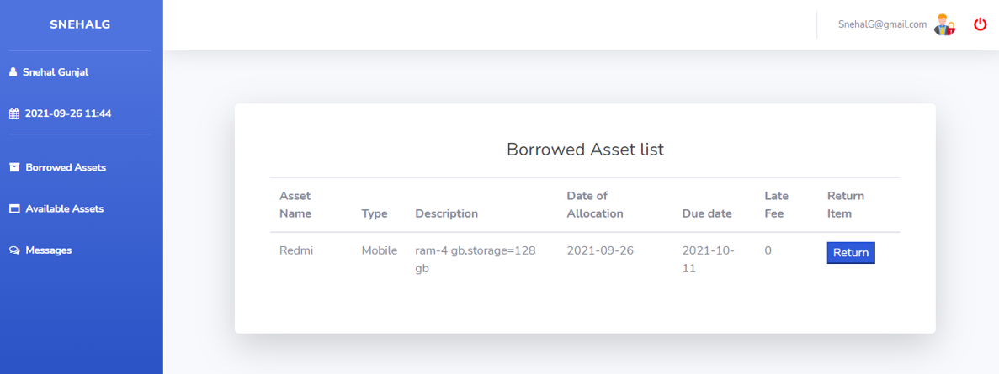 SNEHALG
SnehalG@gmail.com
Snehal Gunjal
2021-09-26 11:44
Borrowed Assets
Available Assets
Messages
Borrowed Asset list
Asset Name
Type
Description
Date of Allocation
Due date
Late Fee
Return Item
Redmi
Mobile
ram-4 gb,storage=128
gb
2021-09-26
2021-10-
11
0
Return